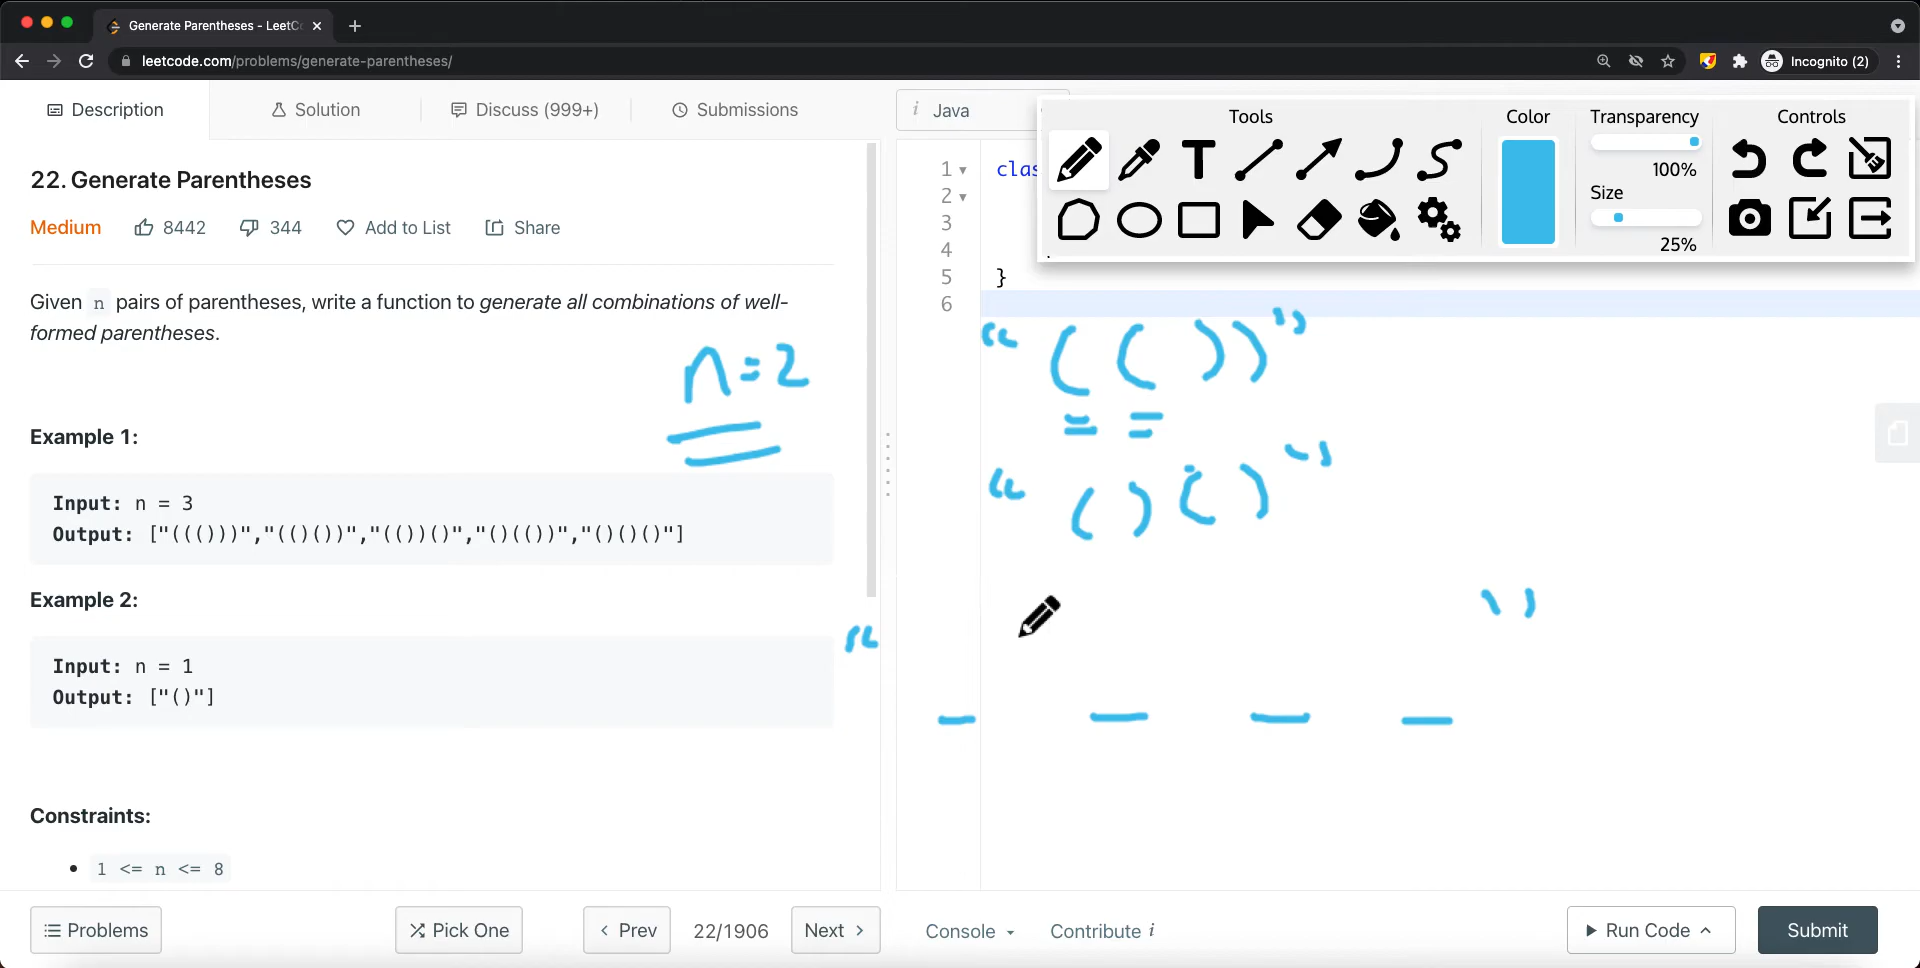 Generate Parentheses - LeetCo
leetcode.com/problems/generate-parentheses/
Incognito (2)
Description
Solution
Discuss (999+)
Submissions
i Java
Tools
Color
Transparency
100%
Size
25%
Controls
T
22. Generate Parentheses
Medium 8442 344 Add to List Share
Given n pairs of parentheses, write a function to generate all combinations of well-
formed parentheses.
n=2
Example 1:
Input: n = 3
Output: ["((()))","(()())","(())()","()(())","()()()"]
Example 2:
Input: n = 1
Output: ["()"]
Constraints:
• 1 <= n <= 8
1 clas
2
3
4
5 }
6
"(())"
= =
"()()"
" "
_ _ _ _
Problems
Pick One
< Prev
22/1906
Next >
Console
Contribute i
Run Code
Submit